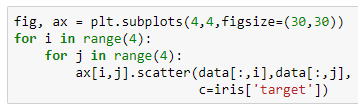 fig, ax = plt.subplots(4,4,figsize=(30,30))
for i in range(4):
    for j in range(4):
        ax[i,j].scatter(data[:,i],data[:,j],
                        c=iris['target'])